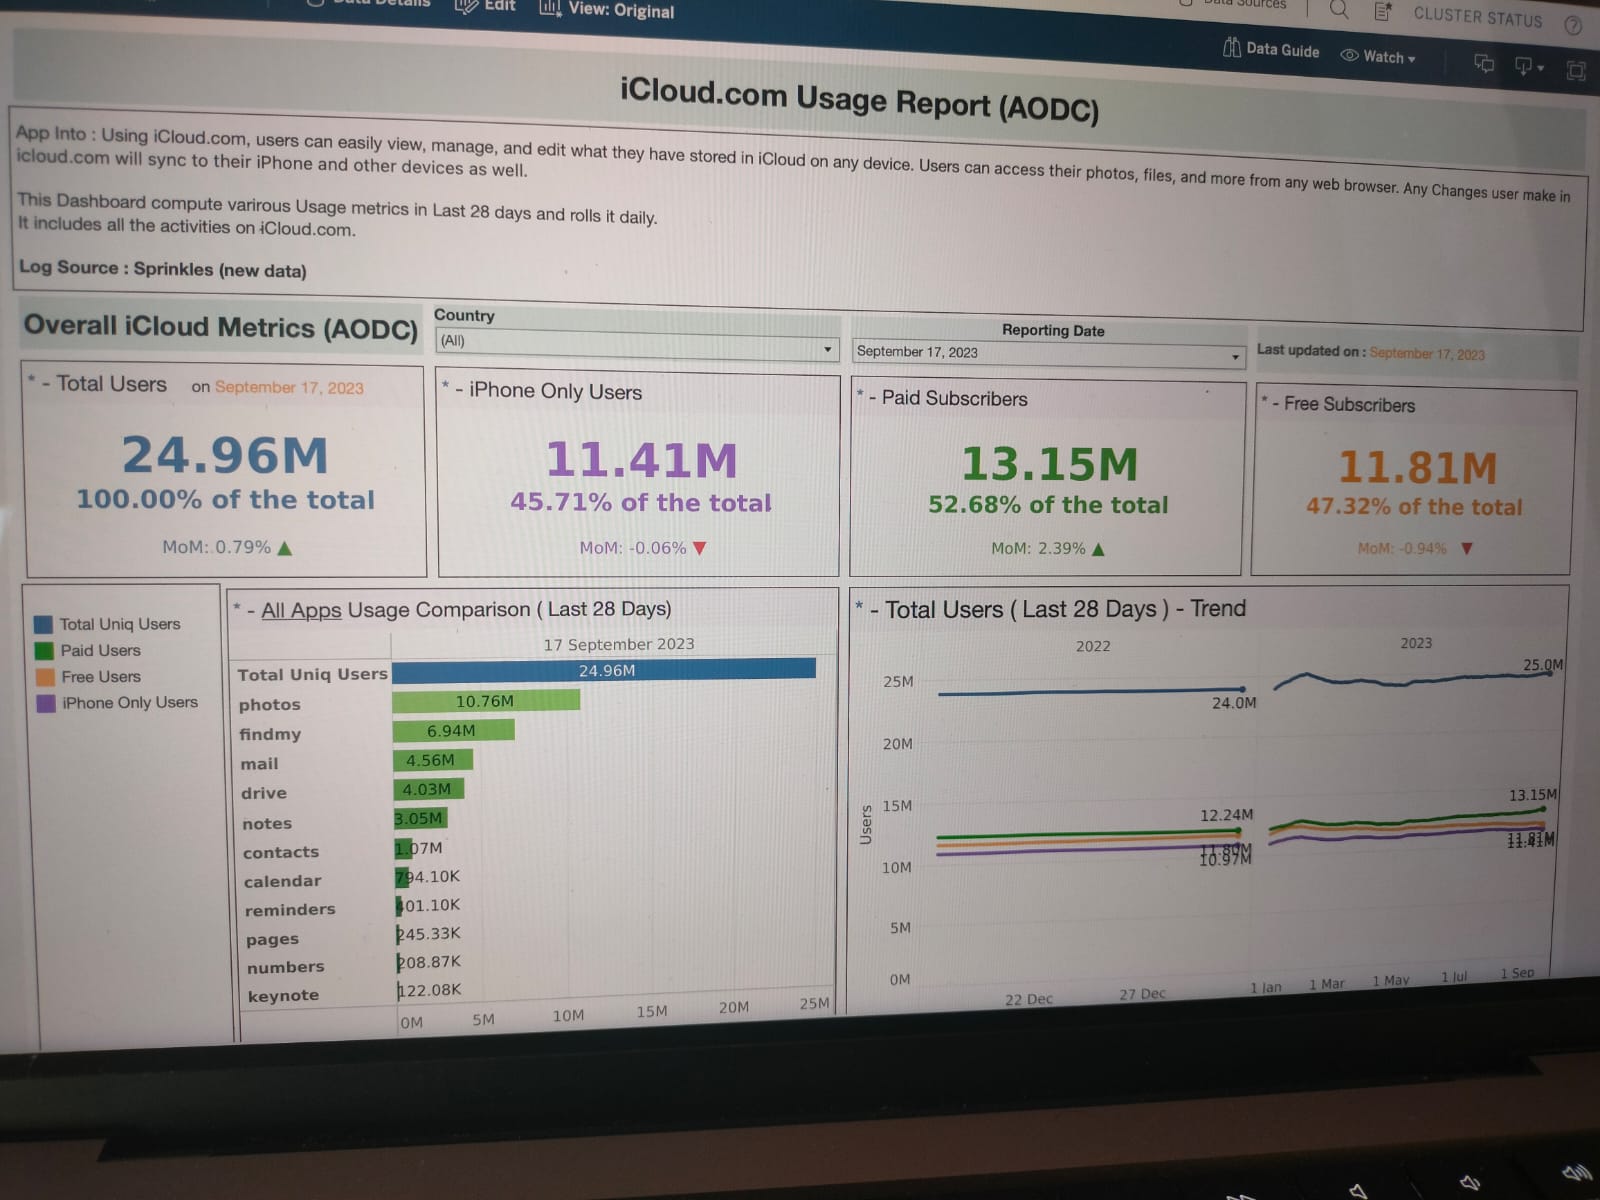 Edit
View: Original
Data Sources
CLUSTER STATUS
Data Guide
Watch
iCloud.com Usage Report (AODC)
App Into : Using iCloud.com, users can easily view, manage, and edit what they have stored in iCloud on any device. Users can access their photos, files, and more from any web browser. Any Changes user make in
icloud.com will sync to their iPhone and other devices as well.
This Dashboard compute varirous Usage metrics in Last 28 days and rolls it daily.
It includes all the activities on iCloud.com.
Log Source : Sprinkles (new data)
Overall iCloud Metrics (AODC)
Country
(All)
Reporting Date
September 17, 2023
Last updated on : September 17, 2023
* - Total Users on September 17, 2023
24.96M
100.00% of the total
MoM: 0.79% ▲
* - iPhone Only Users
11.41M
45.71% of the total
MoM: -0.06% ▼
* - Paid Subscribers
13.15M
52.68% of the total
MoM: 2.39% ▲
* - Free Subscribers
11.81M
47.32% of the total
MoM: -0.94% ▼
Total Uniq Users
Paid Users
Free Users
iPhone Only Users
* - All Apps Usage Comparison ( Last 28 Days)
17 September 2023
Total Uniq Users 24.96M
photos 10.76M
findmy 6.94M
mail 4.56M
drive 4.03M
notes 3.05M
contacts 1.07M
calendar 794.10K
reminders 401.10K
pages 245.33K
numbers 208.87K
keynote 122.08K
0M 5M 10M 15M 20M 25M
* - Total Users ( Last 28 Days ) - Trend
2022 2023
25M
20M
15M
10M
5M
0M
Users
24.0M
25.0M
12.24M
10.97M
13.15M
11.81M
11.41M
22 Dec 27 Dec 1 Jan 1 Mar 1 May 1 Jul 1 Sep